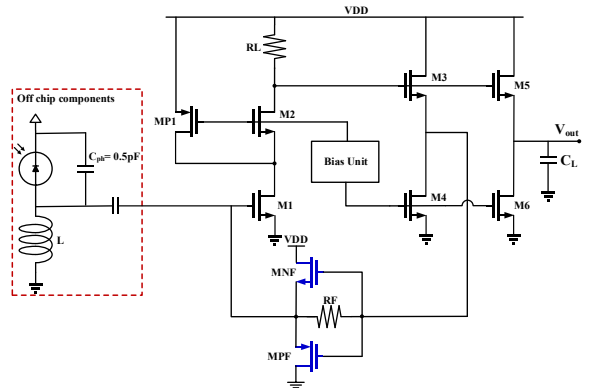 VDD
RL
M3
M5
Off chip components
MP1
M2
Vout
Cph= 0.5pF
Bias Unit
CL
M1
M4
M6
L
VDD
MNF
RF
MPF